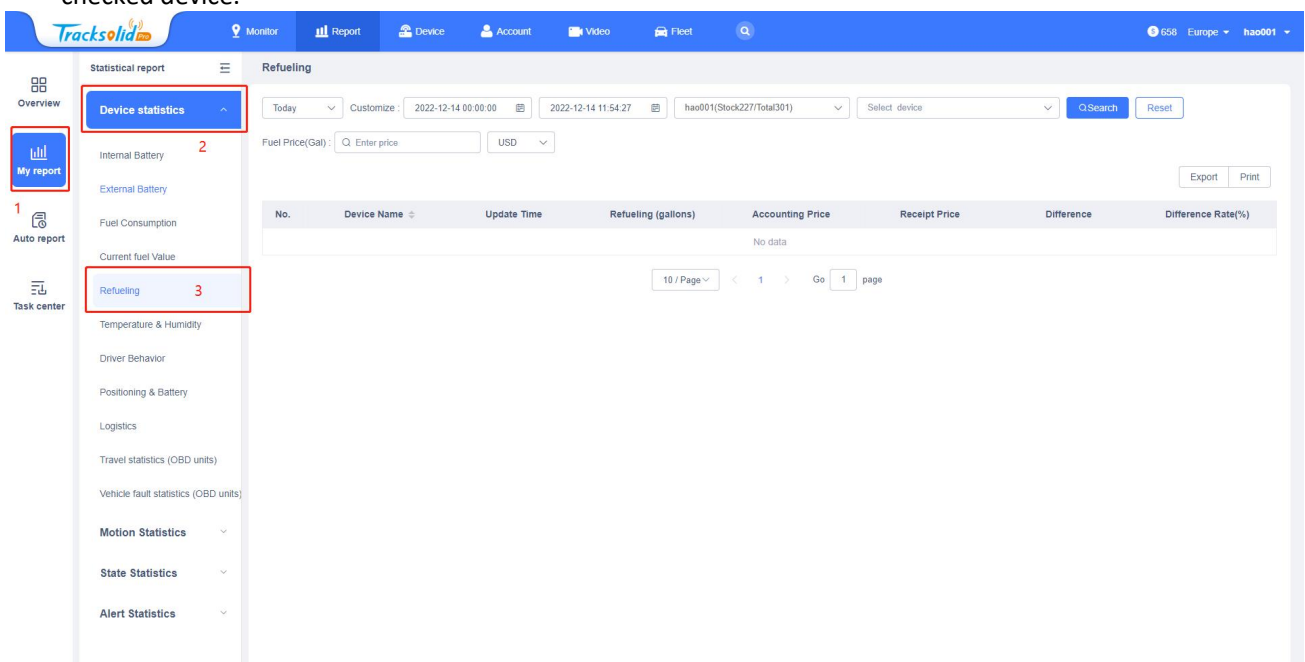 checked device.
Tracksolid Pro
Monitor Report Device Account Video Fleet 658 Europe hao001
Statistical report
Refueling
Overview
My report
Auto report
Task center
1
Device statistics
2
Internal Battery
External Battery
Fuel Consumption
Current fuel Value
Refueling 3
Temperature & Humidity
Driver Behavior
Positioning & Battery
Logistics
Travel statistics (OBD units)
Vehicle fault statistics (OBD units)
Motion Statistics
State Statistics
Alert Statistics
Today Customize : 2022-12-14 00:00:00 2022-12-14 11:54:27 hao001(Stock227/Total301) Select device Search Reset
Fuel Price(Gal) : Enter price USD
Export Print
No. Device Name Update Time Refueling (gallons) Accounting Price Receipt Price Difference Difference Rate(%)
No data
10 / Page < 1 > Go 1 page